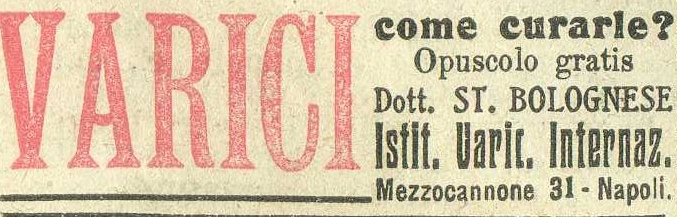 VARICI
come curarle?
Opuscolo gratis
Dott. ST. BOLOGNESE
Istit. Varic. Internaz.
Mezzocannone 31 - Napoli.